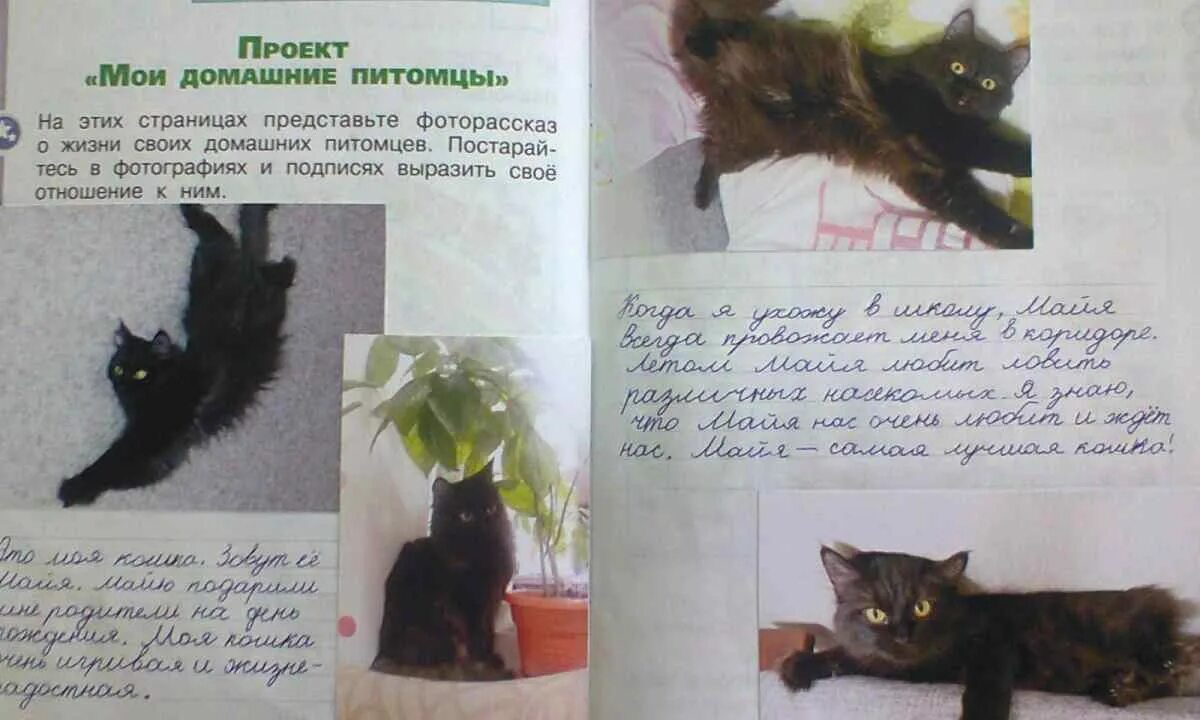 Проект
«Мои домашние питомцы»
На этих страницах представьте фоторассказ
о жизни своих домашних питомцев. Постарай-
тесь в фотографиях и подписях выразить своё
отношение к ним.
Это моя кошка. Зовут её
Майя. Майю подарили
мне родители на день
рождения. Моя кошка
очень игривая и жизне-
радостная.
Когда я ухожу в школу, Майя
всегда провожает меня в коридоре.
Летом Майя любит ловить
различных насекомых. Я знаю,
что Майя нас очень любит и ждёт
нас. Майя — самая лучшая кошка!